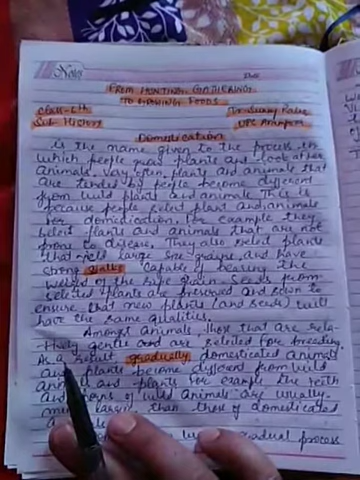 Notes
DATE
FROM HUNTING GATHERING
TO GROWING FOODS
Class-6th
Sub- History UPC Anantpur
Domestication
is the name given to the process in
which people grow plants and look after
animals. Very often, plants and animals that
are tended by people become different
from wild plants and animals. This is
because people select plants and animals
for domestication. For example they
select plants and animals that are not
prone to disease. They also select plants
that yield large size grains, and have
strong stalks capable of bearing the
weight of the ripe grain seeds from
selected plants are preserved and sown to
ensure that new plants (and seeds) will
have the same qualities.
Amongst animals those that are rela-
-tively gentle and are selected for breeding.
As a result gradually domesticated animals
and plants become different from wild
animals and plants for example the teeth
and horns of wild animals are usually
much larger than those of domesticated
gradual process